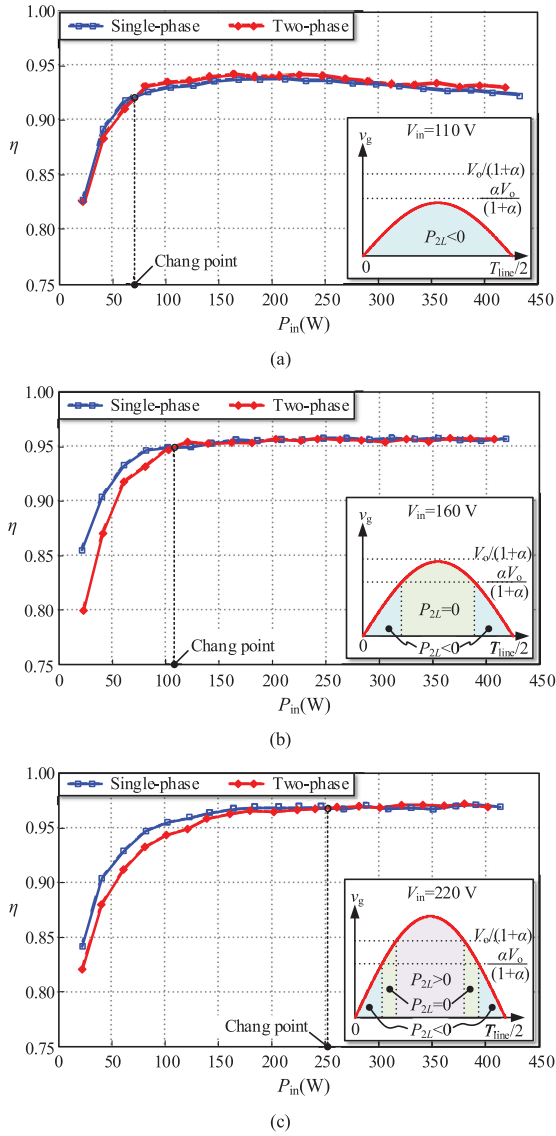 1.00
Single-phase
Two-phase
0.95
0.90
η
0.85
0.80
0.75
V_in=110 V
v_g
V_o/(1+α)
αV_o
(1+α)
P_2L<0
0
T_line/2
Chang point
0 50 100 150 200 250 300 350 400 450
P_in(W)
(a)
1.00
Single-phase
Two-phase
0.95
0.90
η
0.85
0.80
0.75
V_in=160 V
v_g
V_o/(1+α)
αV_o
(1+α)
P_2L=0
P_2L<0
0
T_line/2
Chang point
0 50 100 150 200 250 300 350 400 450
P_in(W)
(b)
1.00
Single-phase
Two-phase
0.95
0.90
η
0.85
0.80
0.75
V_in=220 V
v_g
V_o/(1+α)
αV_o
(1+α)
P_2L>0
P_2L=0
P_2L<0
0
T_line/2
Chang point
0 50 100 150 200 250 300 350 400 450
P_in(W)
(c)